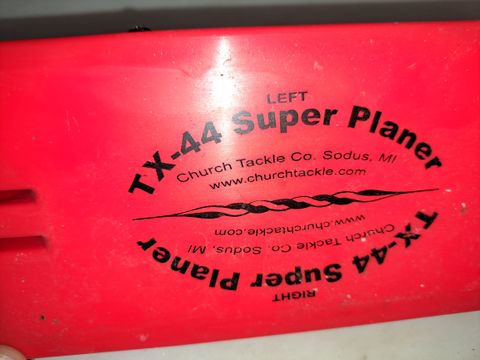 LEFT
TX-44 Super Planer
Church Tackle Co. Sodus, MI
www.churchtackle.com
RIGHT
TX-44 Super Planer
Church Tackle Co. Sodus, MI
www.churchtackle.com